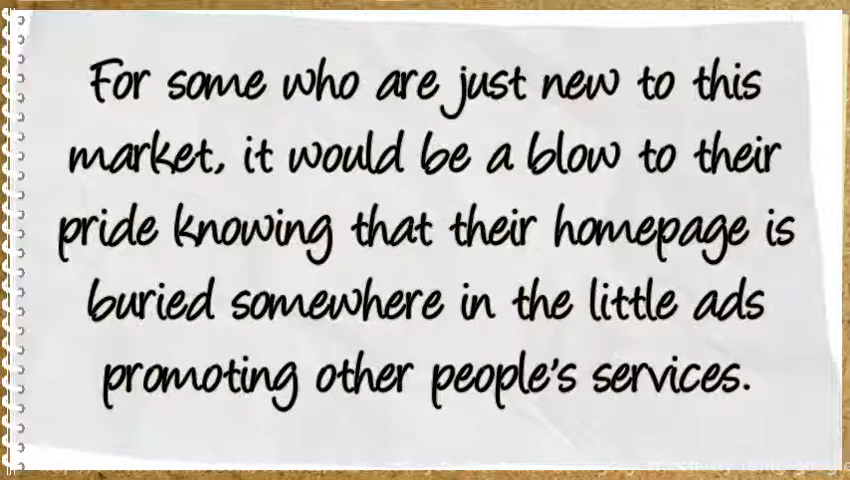 For some who are just new to this
market, it would be a blow to their
pride knowing that their homepage is
buried somewhere in the little ads
promoting other people's services.